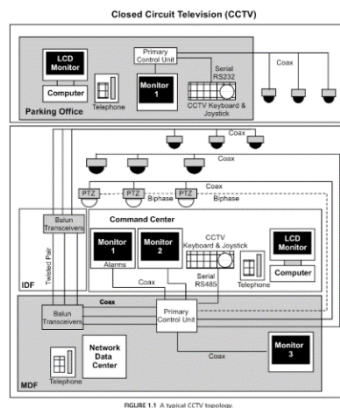 Closed Circuit Television (CCTV)
LCD
Monitor
Computer
Telephone
Primary
Control Unit
Monitor
1
Serial
RS232
CCTV Keyboard &
Joystick
Coax
Parking Office
Coax
Coax
PTZ
PTZ
PTZ
Biphase
Biphase
Balun
Transceivers
Twisted Pair
IDF
Command Center
Monitor
1
Alarms
Monitor
2
CCTV
Keyboard & Joystick
LCD
Monitor
Computer
Telephone
Serial
RS485
Coax
Coax
Balun
Transceivers
Primary
Control Unit
Coax
Monitor
3
Network
Data
Center
Telephone
MDF
FIGURE 1.1 A typical CCTV topology.